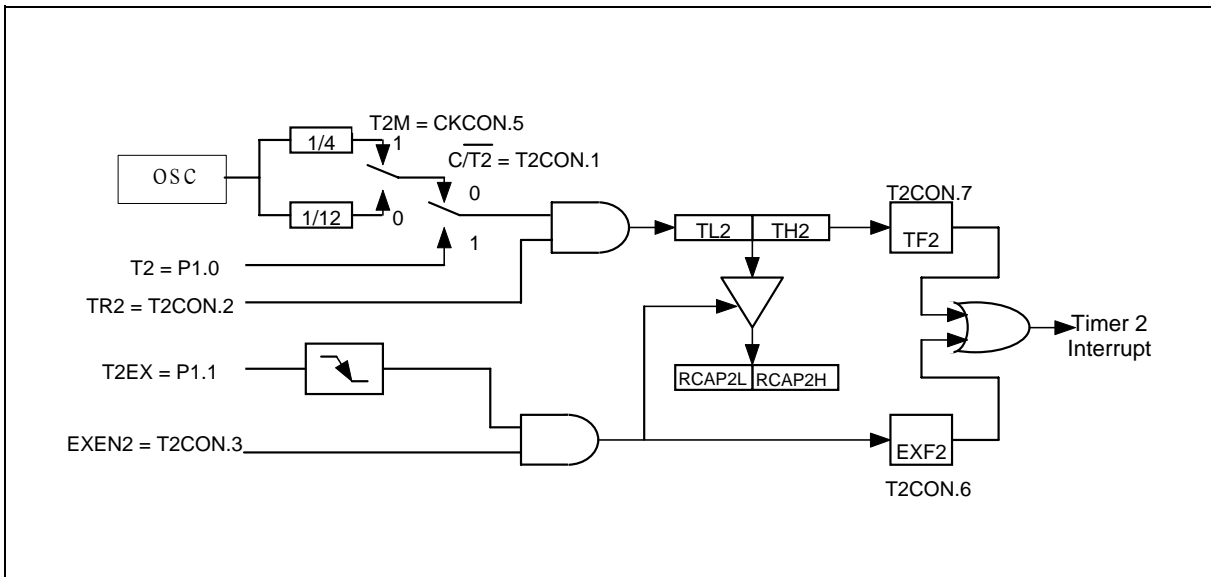 T2M = CKCON.5
1/4
1
C/T2 = T2CON.1
OSC
0
T2CON.7
1/12
0
TL2
TH2
TF2
1
T2 = P1.0
TR2 = T2CON.2
Timer 2
Interrupt
T2EX = P1.1
RCAP2L
RCAP2H
EXEN2 = T2CON.3
EXF2
T2CON.6